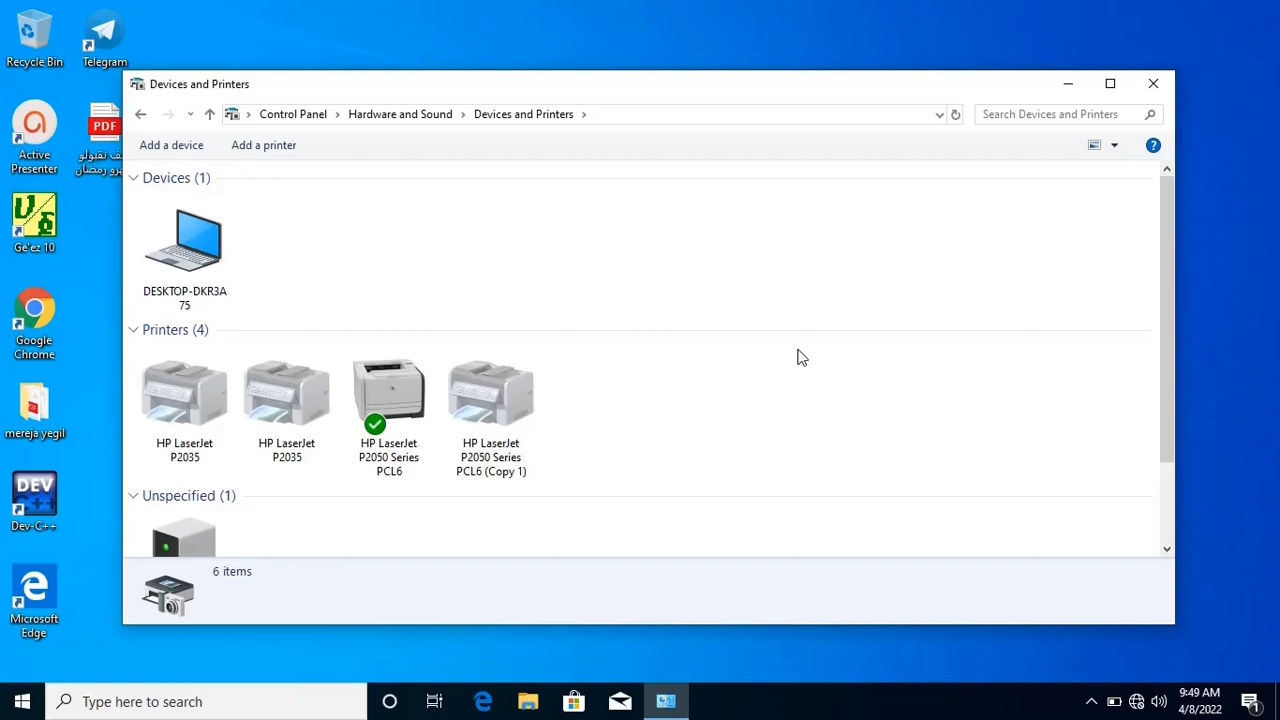 Recycle Bin
Telegram
Active
Presenter
PDF
Ge'ez 10
Google
Chrome
mereja yegil
DEV
C++
Dev-C++
Microsoft
Edge
Devices and Printers
Control Panel
Hardware and Sound
Devices and Printers
Search Devices and Printers
Add a device
Add a printer
Devices (1)
DESKTOP-DKR3A
75
Printers (4)
HP LaserJet
P2035
HP LaserJet
P2035
HP LaserJet
P2050 Series
PCL6
HP LaserJet
P2050 Series
PCL6 (Copy 1)
Unspecified (1)
6 items
Type here to search
9:49 AM
4/8/2022
1